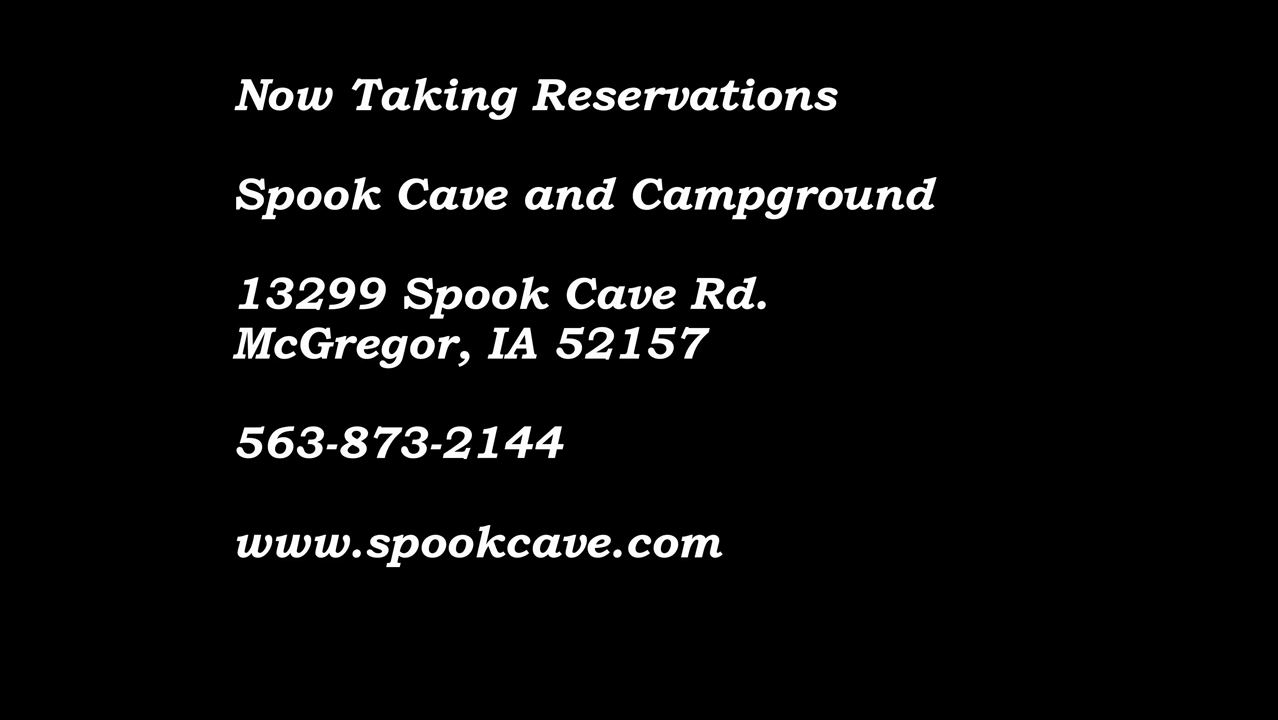 Now Taking Reservations
Spook Cave and Campground
13299 Spook Cave Rd.
McGregor, IA 52157
563-873-2144
www.spookcave.com